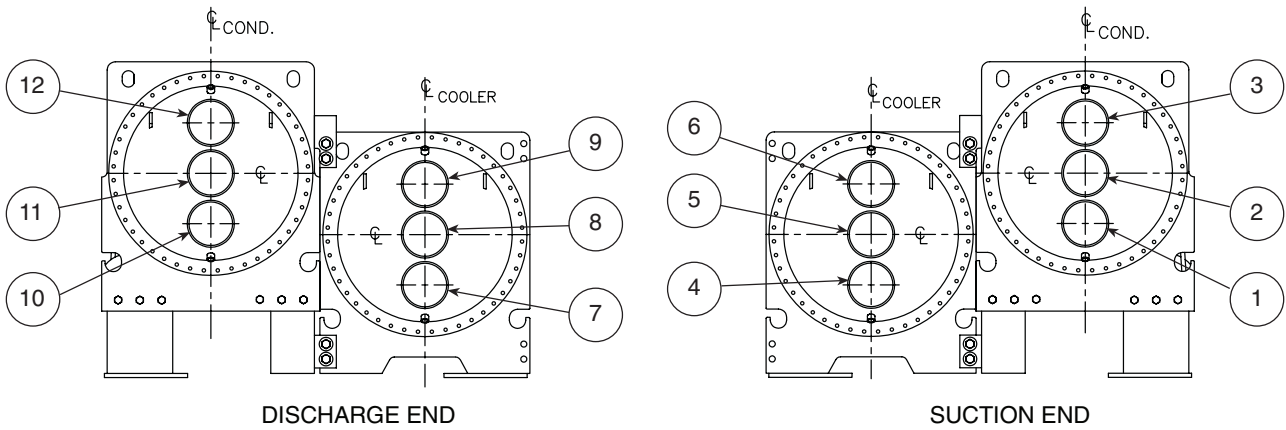 ℄ COND.
℄ COOLER
12
11
10
9
8
7
℄
℄
DISCHARGE END
℄ COND.
℄ COOLER
6
5
4
3
2
1
℄
℄
SUCTION END